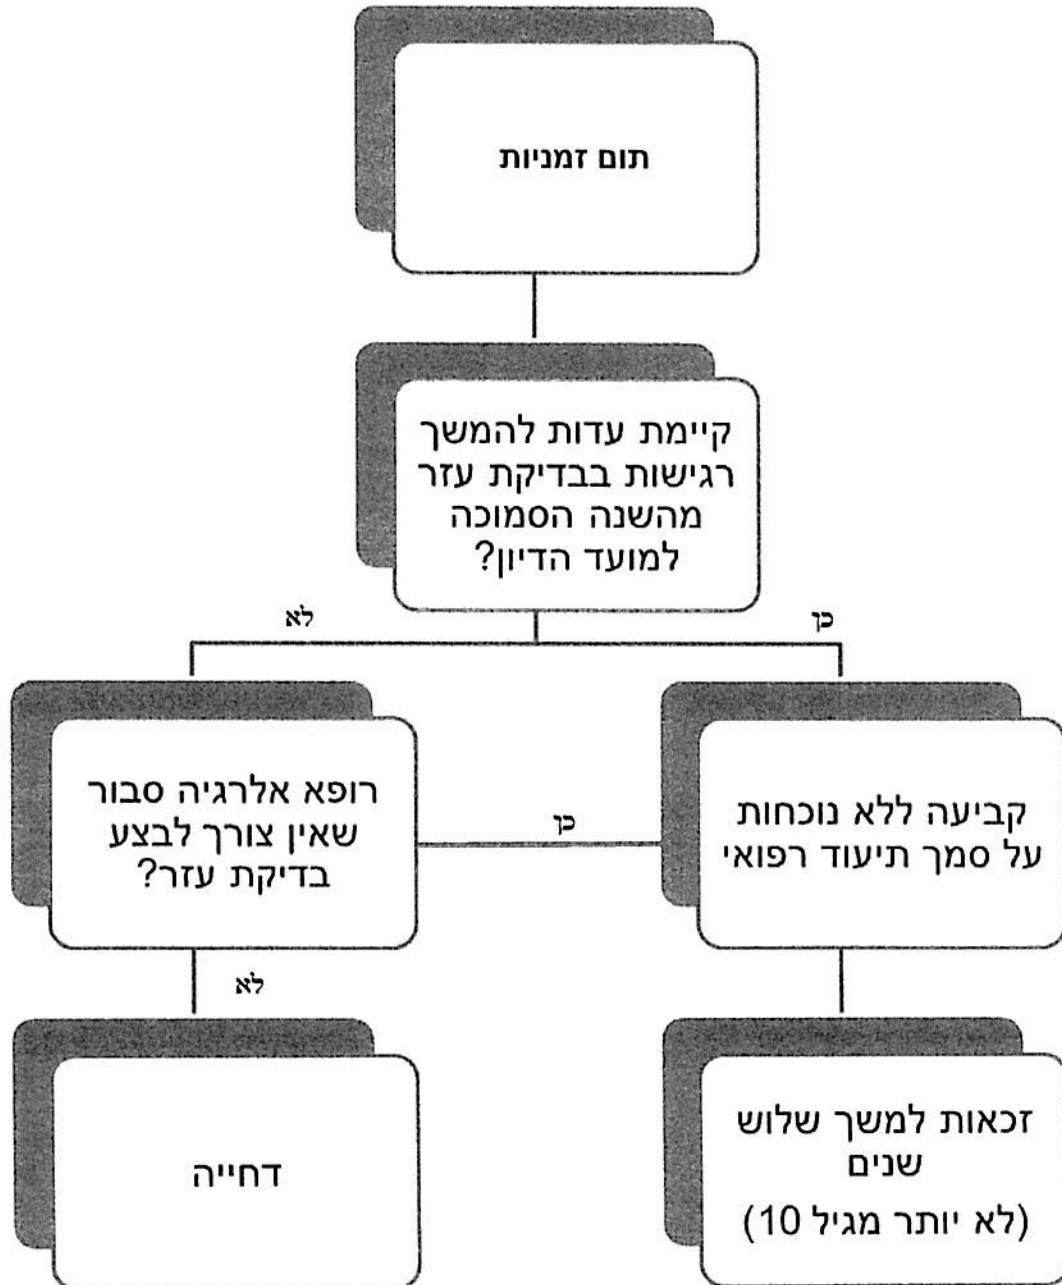 תום זמניות
קיימת עדות להמשך
רגישות בבדיקת עזר
מהשנה הסמוכה
למועד הדיון?
כן
לא
קביעה ללא נוכחות
על סמך תיעוד רפואי
כן
רופא אלרגיה סבור
שאין צורך לבצע
בדיקת עזר?
לא
זכאות למשך שלוש
שנים
(לא יותר מגיל 10)
דחייה